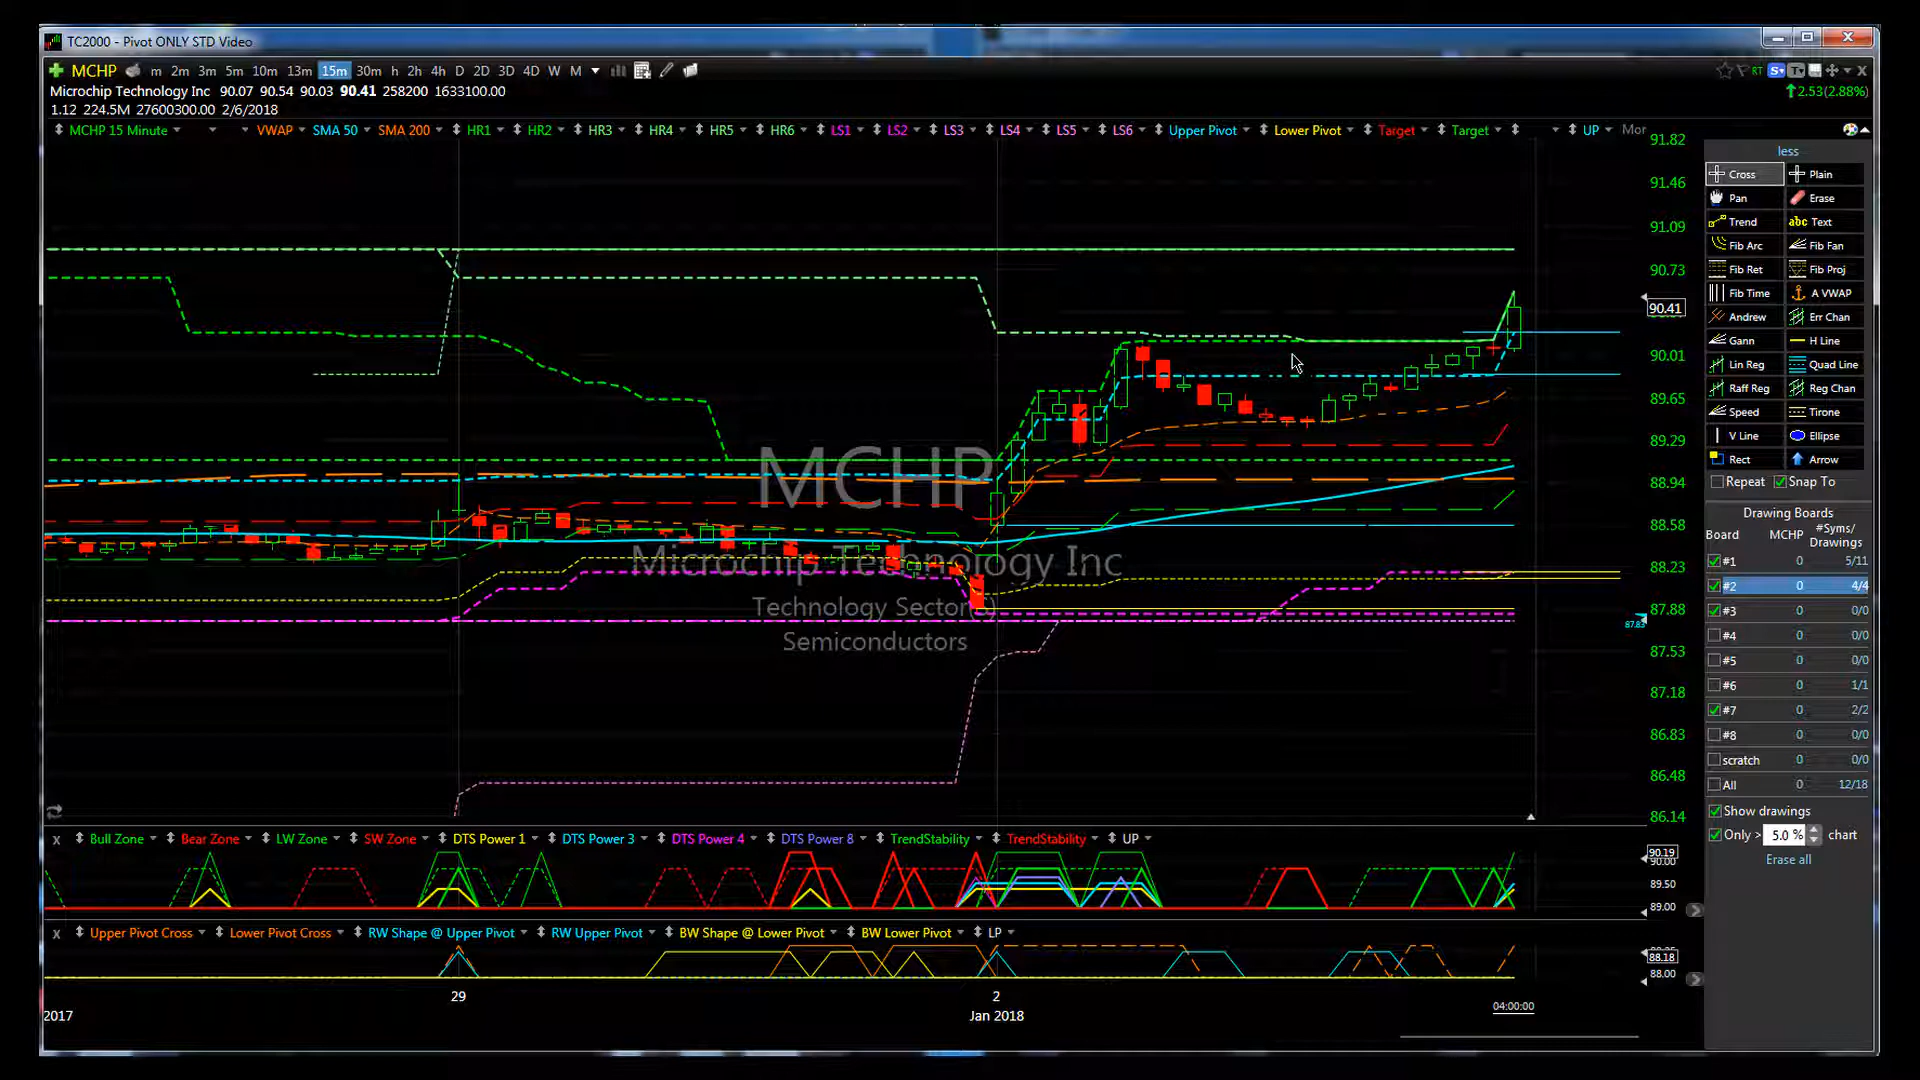 TC2000 - Pivot ONLY STD Video
MCHP m 2m 3m 5m 10m 13m 15m 30m h 2h 4h D 2D 3D 4D W M
RT
Microchip Technology Inc 90.07 90.54 90.03 90.41 258200 1633100.00
2.53(2.88%)
1.12 224.5M 27600300.00 2/6/2018
MCHP 15 Minute VWAP SMA 50 SMA 200 HR1 HR2 HR3 HR4 HR5 HR6 LS1 LS2 LS3 LS4 LS5 LS6 Upper Pivot Lower Pivot Target Target UP Mor
91.82
91.46
91.09
90.73
90.41
90.01
89.65
89.29
88.94
88.58
88.23
87.88
87.83
87.53
87.18
86.83
86.48
86.14
MCHP
Microchip Technology Inc
Technology Sector(S)
Semiconductors
Bull Zone Bear Zone LW Zone SW Zone DTS Power 1 DTS Power 3 DTS Power 4 DTS Power 8 TrendStability TrendStability UP
90.19
90.00
89.50
89.00
Upper Pivot Cross Lower Pivot Cross RW Shape @ Upper Pivot RW Upper Pivot BW Shape @ Lower Pivot BW Lower Pivot LP
88.18
88.00
29 2
2017 Jan 2018 04:00:00
less
Cross Plain
Pan Erase
Trend abc Text
Fib Arc Fib Fan
Fib Ret Fib Proj
Fib Time A VWAP
Andrew Err Chan
Gann H Line
Lin Reg Quad Line
Raff Reg Reg Chan
Speed Tirone
V Line Ellipse
Rect Arrow
Repeat Snap To
Drawing Boards
Board MCHP #Syms/
Drawings
#1 0 5/11
#2 0 4/4
#3 0 0/0
#4 0 0/0
#5 0 0/0
#6 0 1/1
#7 0 2/2
#8 0 0/0
scratch 0 0/0
All 0 12/18
Show drawings
Only > 5.0 % chart
Erase all